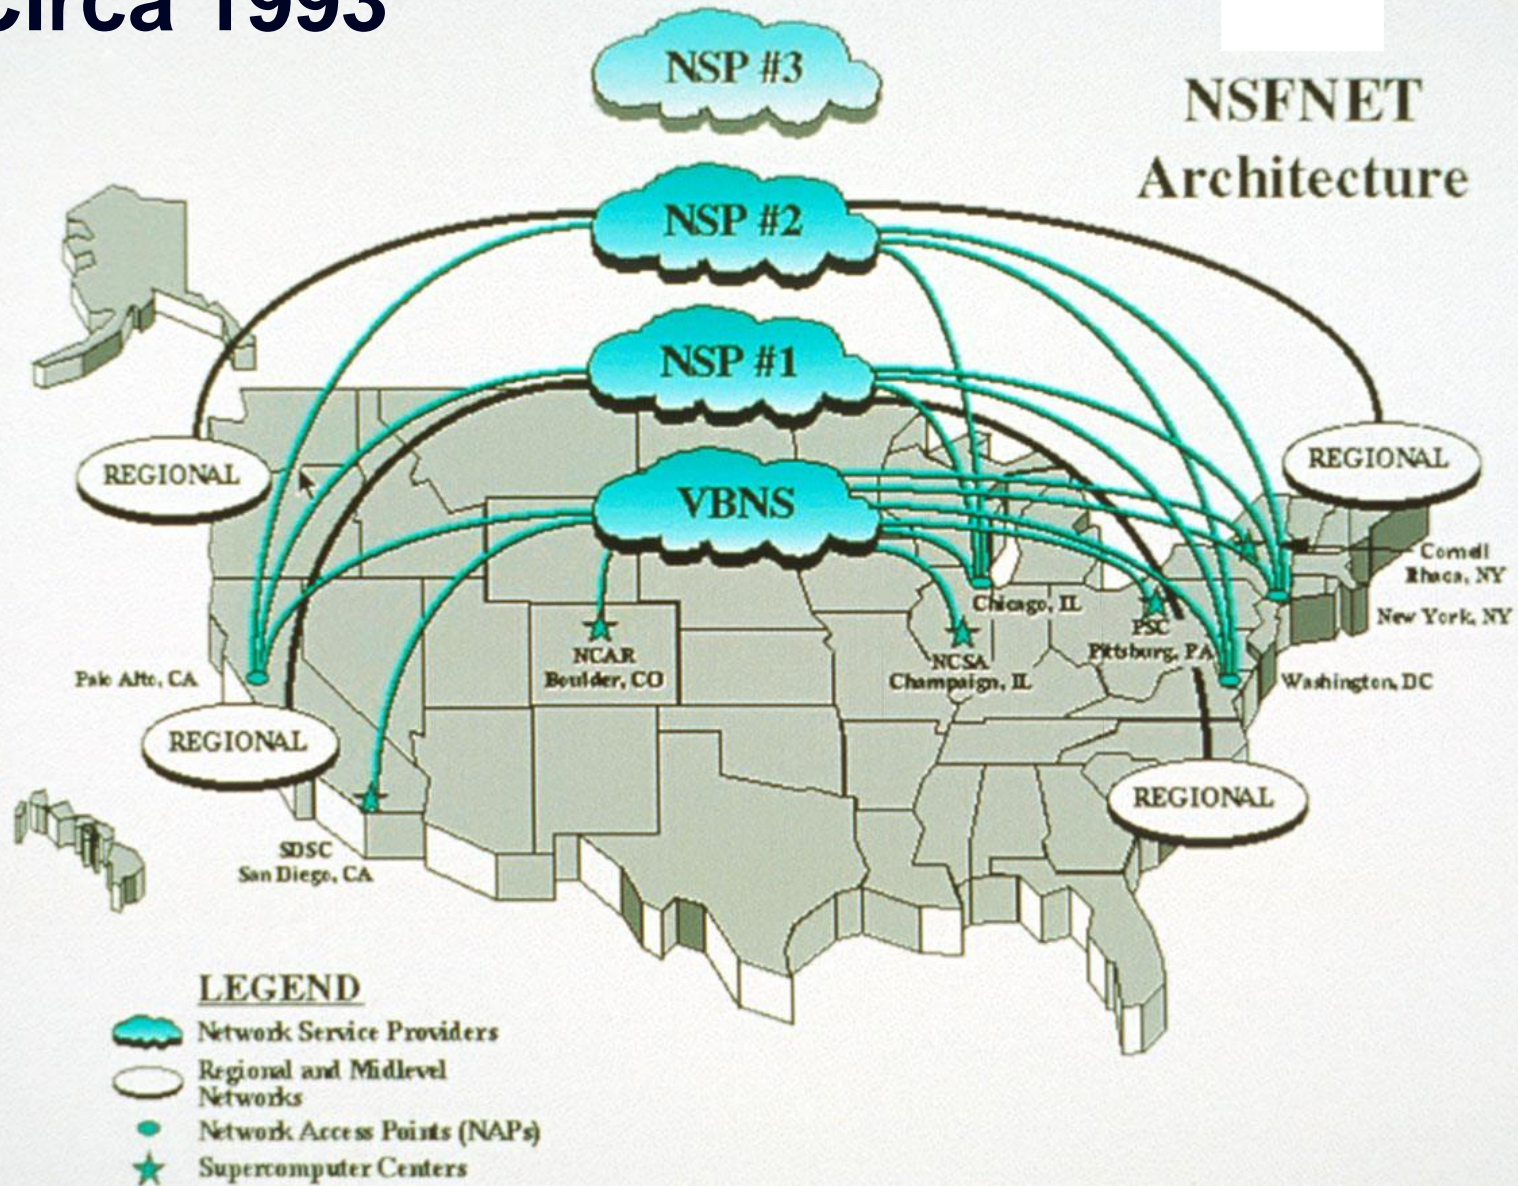 Circa 1993
NSFNET
Architecture
NSP #3
NSP #2
NSP #1
VBNS
REGIONAL
REGIONAL
Cornell
Ithaca, NY
New York, NY
Chicago, IL
PSC
Pittsburg, PA
NCAR
Boulder, CO
NCSA
Champaign, IL
Palo Alto, CA
Washington, DC
REGIONAL
REGIONAL
SDSC
San Diego, CA
LEGEND
Network Service Providers
Regional and Midlevel
Networks
Network Access Points (NAPs)
Supercomputer Centers